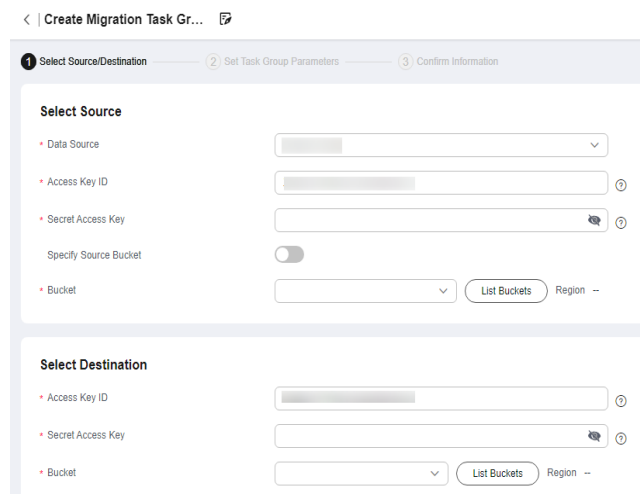 Create Migration Task Gr...
1 Select Source/Destination 2 Set Task Group Parameters 3 Confirm Information
Select Source
* Data Source
* Access Key ID
* Secret Access Key
Specify Source Bucket
* Bucket List Buckets Region --
Select Destination
* Access Key ID
* Secret Access Key
* Bucket List Buckets Region --